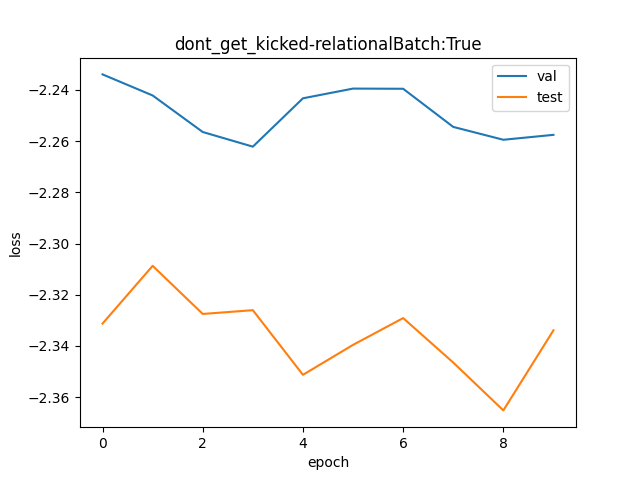 dont_get_kicked-relationalBatch:True
val
test
loss
−2.24
−2.26
−2.28
−2.30
−2.32
−2.34
−2.36
0 2 4 6 8
epoch